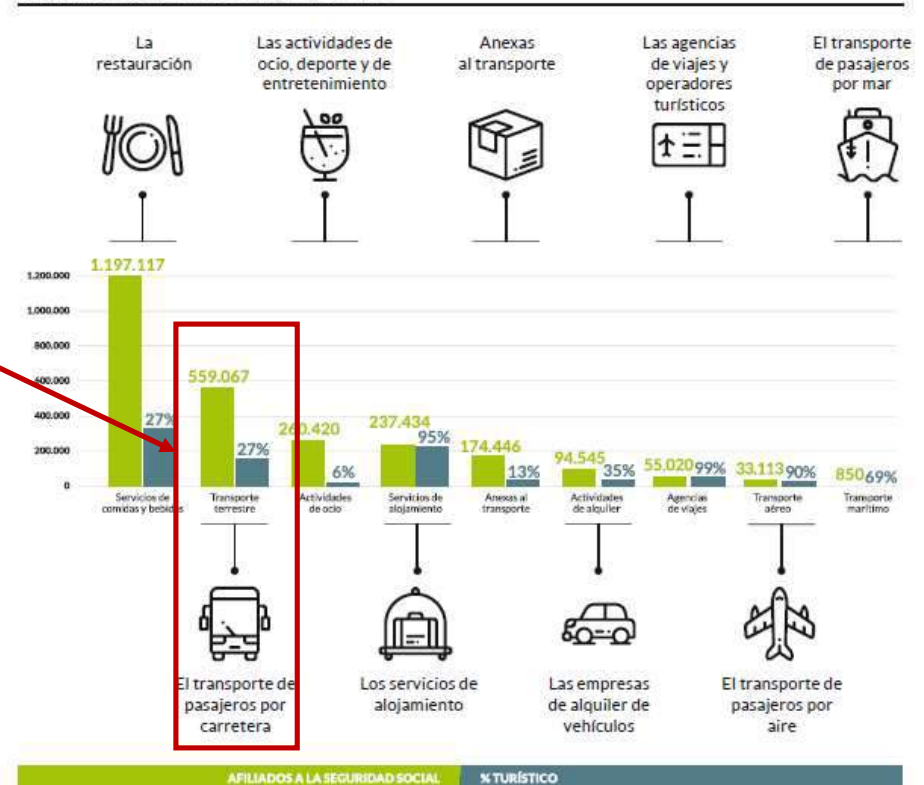 La
restauración
Las actividades de
ocio, deporte y de
entretenimiento
Anexas
al transporte
Las agencias
de viajes y
operadores
turísticos
El transporte
de pasajeros
por mar
1.200.000
1.000.000
800.000
600.000
400.000
200.000
0
1.197.117
27%
559.067
27%
260.420
6%
237.434
95%
174.446
13%
94.545
35%
55,020
99%
33.113
90%
850
69%
Servicios de
comidas y bebidas
Transporte
terrestre
Actividades
de ocio
Servicios de
alojamiento
Anexas al
transporte
Actividades
de alquiler
Agencias
de viajes
Transporte
aéreo
Transporte
marítimo
El transporte de
pasajeros por
carretera
Los servicios de
alojamiento
Las empresas
de alquiler de
vehículos
El transporte de
pasajeros por
aire
AFILIADOS A LA SEGURIDAD SOCIAL
% TURÍSTICO